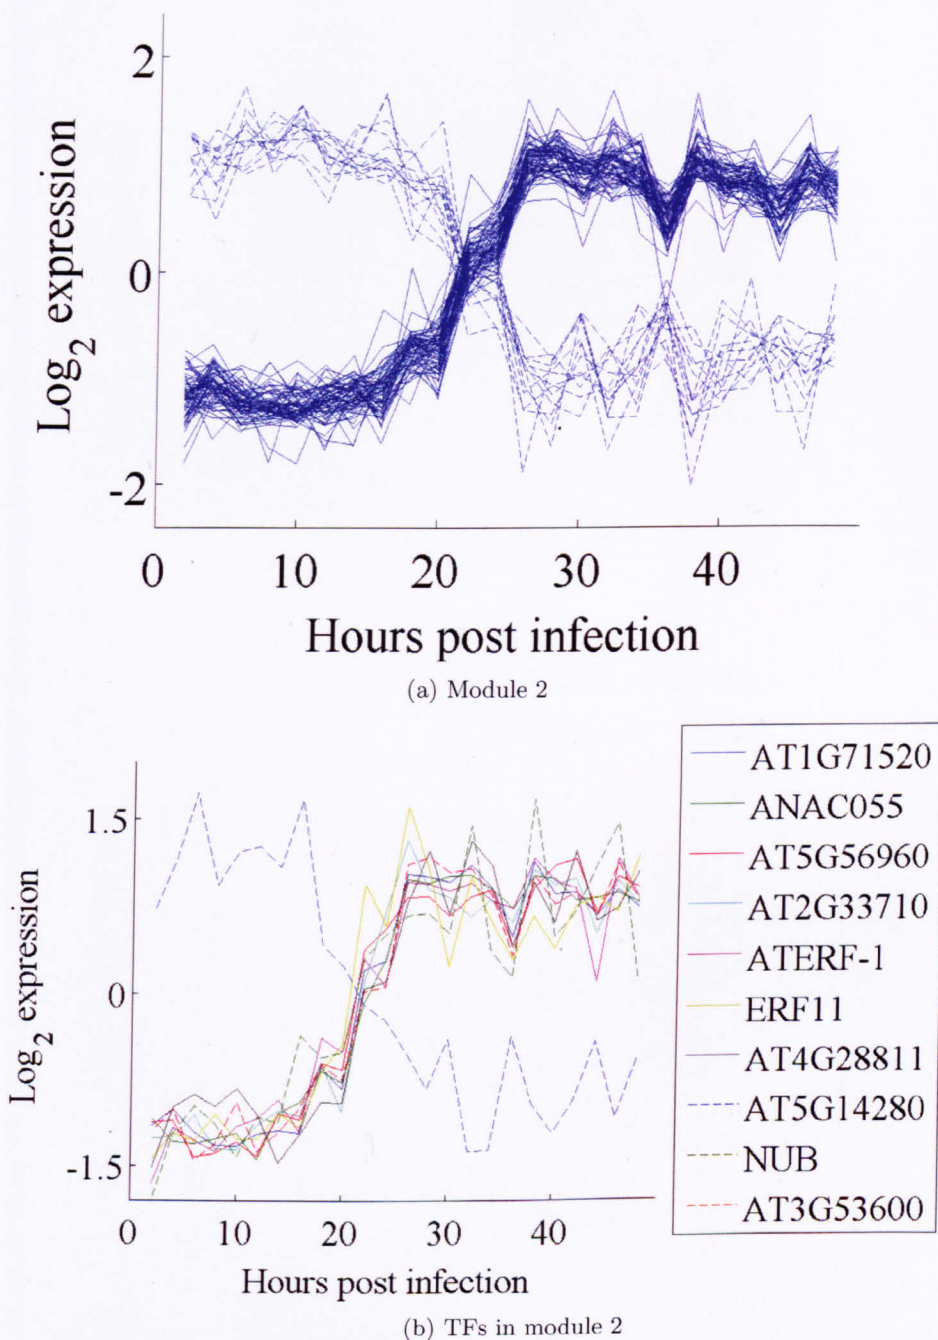 2
0
-2
Log2 expression
0 10 20 30 40
Hours post infection
(a) Module 2
1.5
0
-1.5
Log2 expression
0 10 20 30 40
Hours post infection
AT1G71520
ANAC055
AT5G56960
AT2G33710
ATERF-1
ERF11
AT4G28811
AT5G14280
NUB
AT3G53600
(b) TFs in module 2